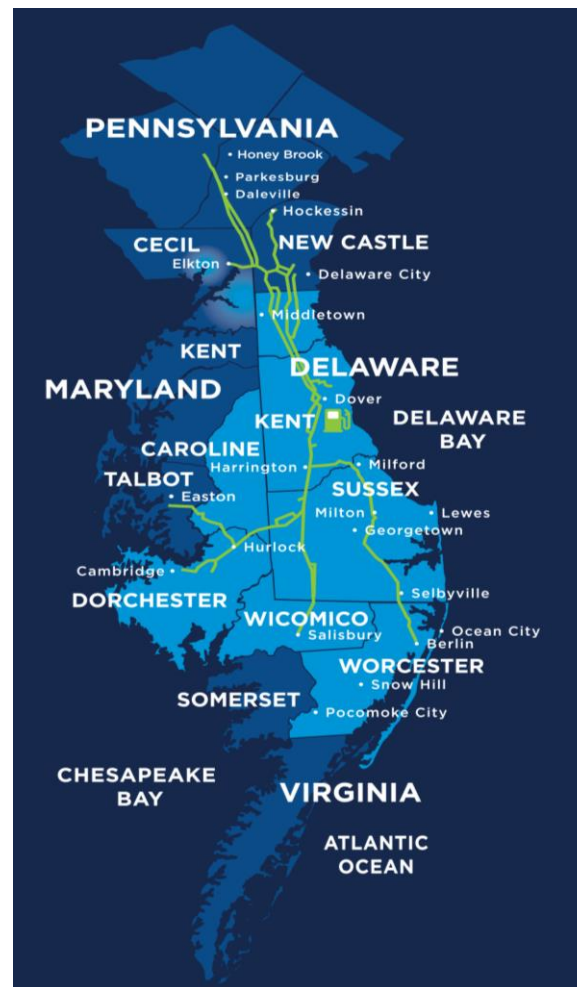 PENNSYLVANIA
Honey Brook
Parkesburg
Daleville
Hockessin
CECIL
NEW CASTLE
Elkton
Delaware City
Middletown
KENT
DELAWARE
MARYLAND
Dover
KENT
DELAWARE
BAY
CAROLINE
Harrington
Milford
TALBOT
SUSSEX
Easton
Milton
Lewes
Georgetown
Hurlock
Cambridge
DORCHESTER
Selbyville
WICOMICO
Salisbury
Ocean City
Berlin
WORCESTER
Snow Hill
SOMERSET
Pocomoke City
CHESAPEAKE
BAY
VIRGINIA
ATLANTIC
OCEAN